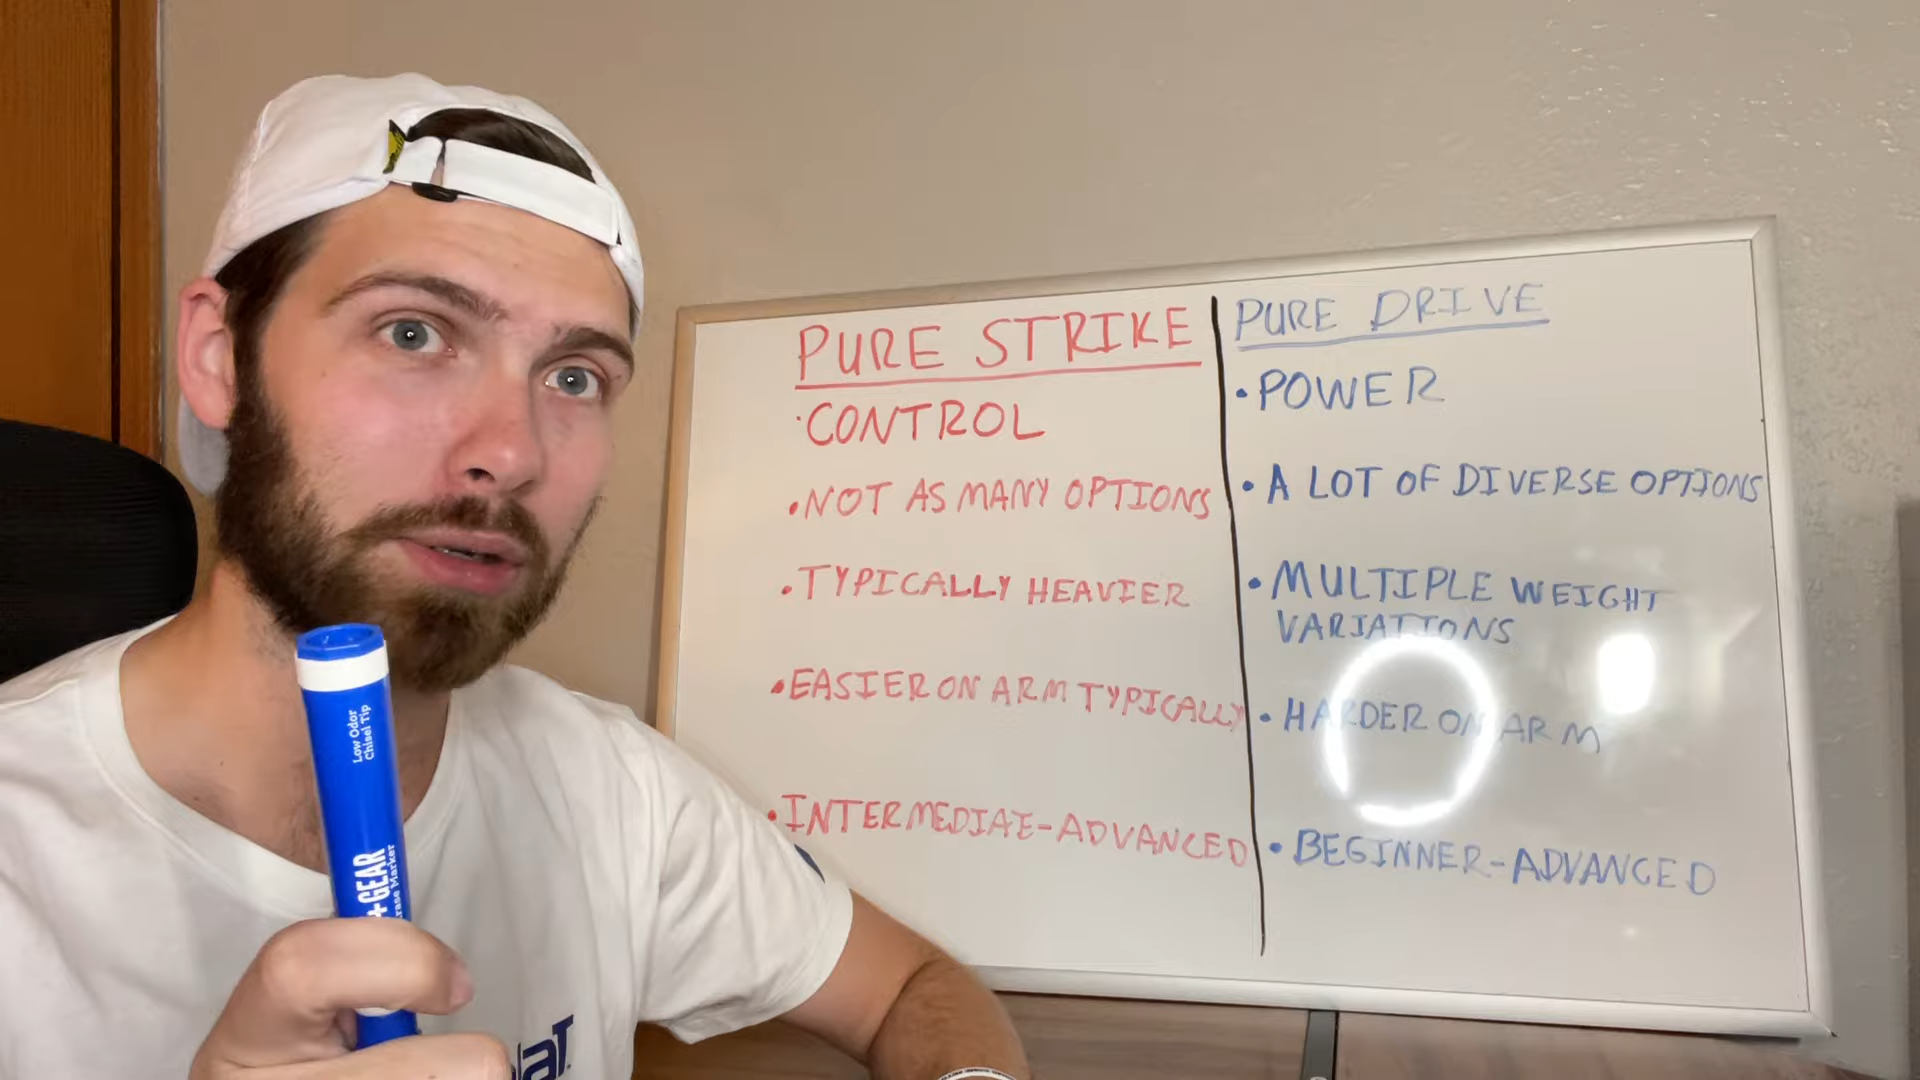 PURE STRIKE
• CONTROL
• NOT AS MANY OPTIONS
• TYPICALLY HEAVIER
• EASIER ON ARM TYPICALLY
• INTERMEDIATE-ADVANCED
PURE DRIVE
• POWER
• A LOT OF DIVERSE OPTIONS
• MULTIPLE WEIGHT
VARIATIONS
• HARDER ON ARM
• BEGINNER-ADVANCED
Low Odor
Chisel Tip
+GEAR